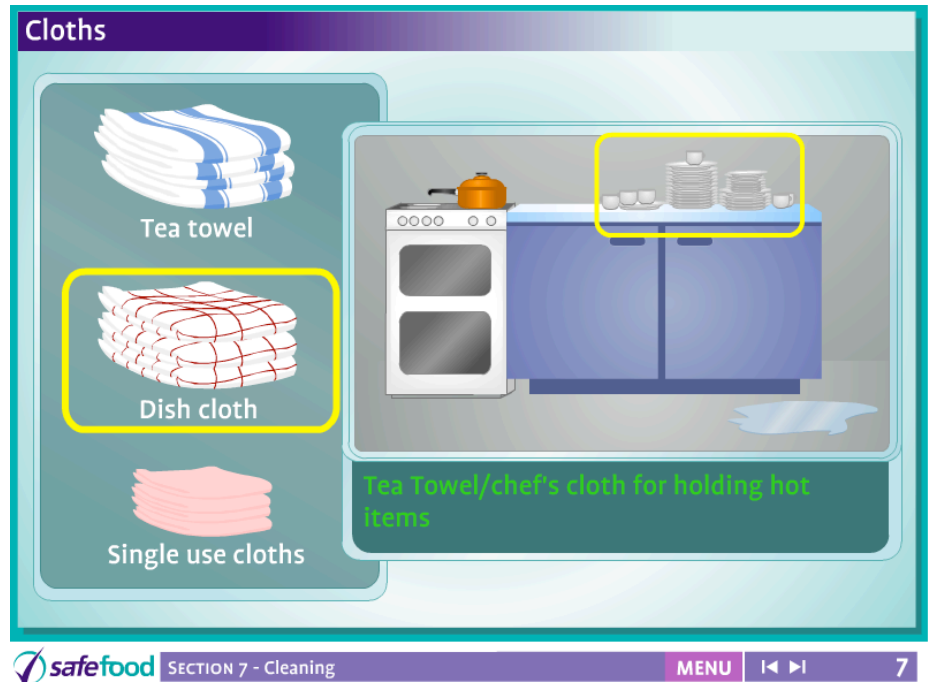 Cloths
Tea towel
Dish cloth
Single use cloths
Tea Towel/chef's cloth for holding hot
items
safefood SECTION 7 - Cleaning MENU 7